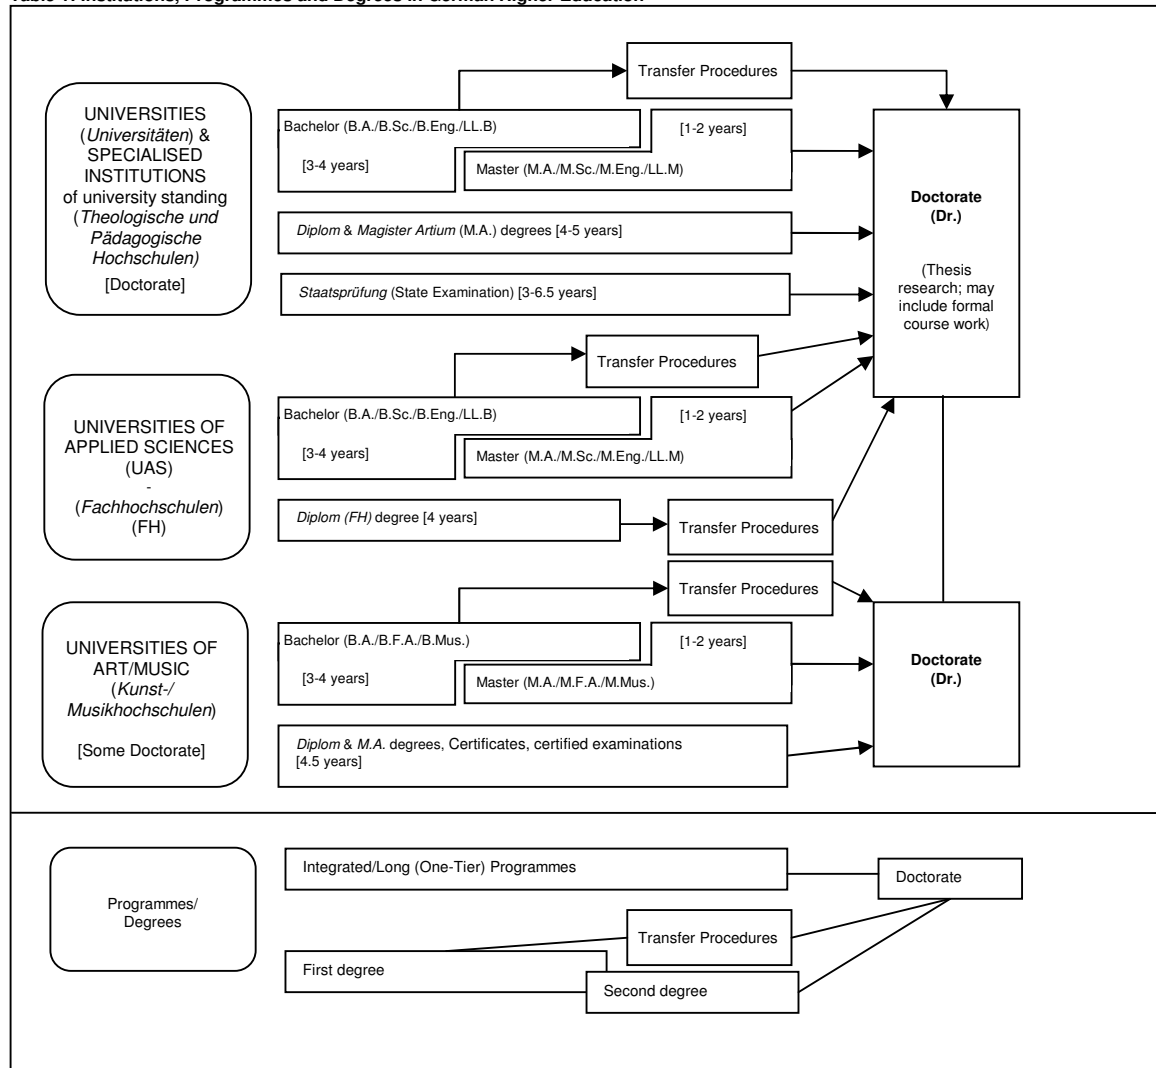 Table 1: Institutions, Programmes and Degrees in German Higher Education
Transfer Procedures
UNIVERSITIES
(Universitäten) &
SPECIALISED
INSTITUTIONS
of university standing
(Theologische und
Pädagogische
Hochschulen)
[Doctorate]
Bachelor (B.A./B.Sc./B.Eng./LL.B)
[1-2 years]
[3-4 years]
Master (M.A./M.Sc./M.Eng./LL.M)
Diplom & Magister Artium (M.A.) degrees [4-5 years]
Staatsprüfung (State Examination) [3-6.5 years]
Doctorate
(Dr.)
(Thesis
research; may
include formal
course work)
Transfer Procedures
UNIVERSITIES OF
APPLIED SCIENCES
(UAS)
-
(Fachhochschulen)
(FH)
Bachelor (B.A./B.Sc./B.Eng./LL.B)
[1-2 years]
[3-4 years]
Master (M.A./M.Sc./M.Eng./LL.M)
Diplom (FH) degree [4 years]
Transfer Procedures
Transfer Procedures
UNIVERSITIES OF
ART/MUSIC
(Kunst-/
Musikhochschulen)
[Some Doctorate]
Bachelor (B.A./B.F.A./B.Mus.)
[1-2 years]
[3-4 years]
Master (M.A./M.F.A./M.Mus.)
Diplom & M.A. degrees, Certificates, certified examinations
[4.5 years]
Doctorate
(Dr.)
Programmes/
Degrees
Integrated/Long (One-Tier) Programmes
Doctorate
Transfer Procedures
First degree
Second degree